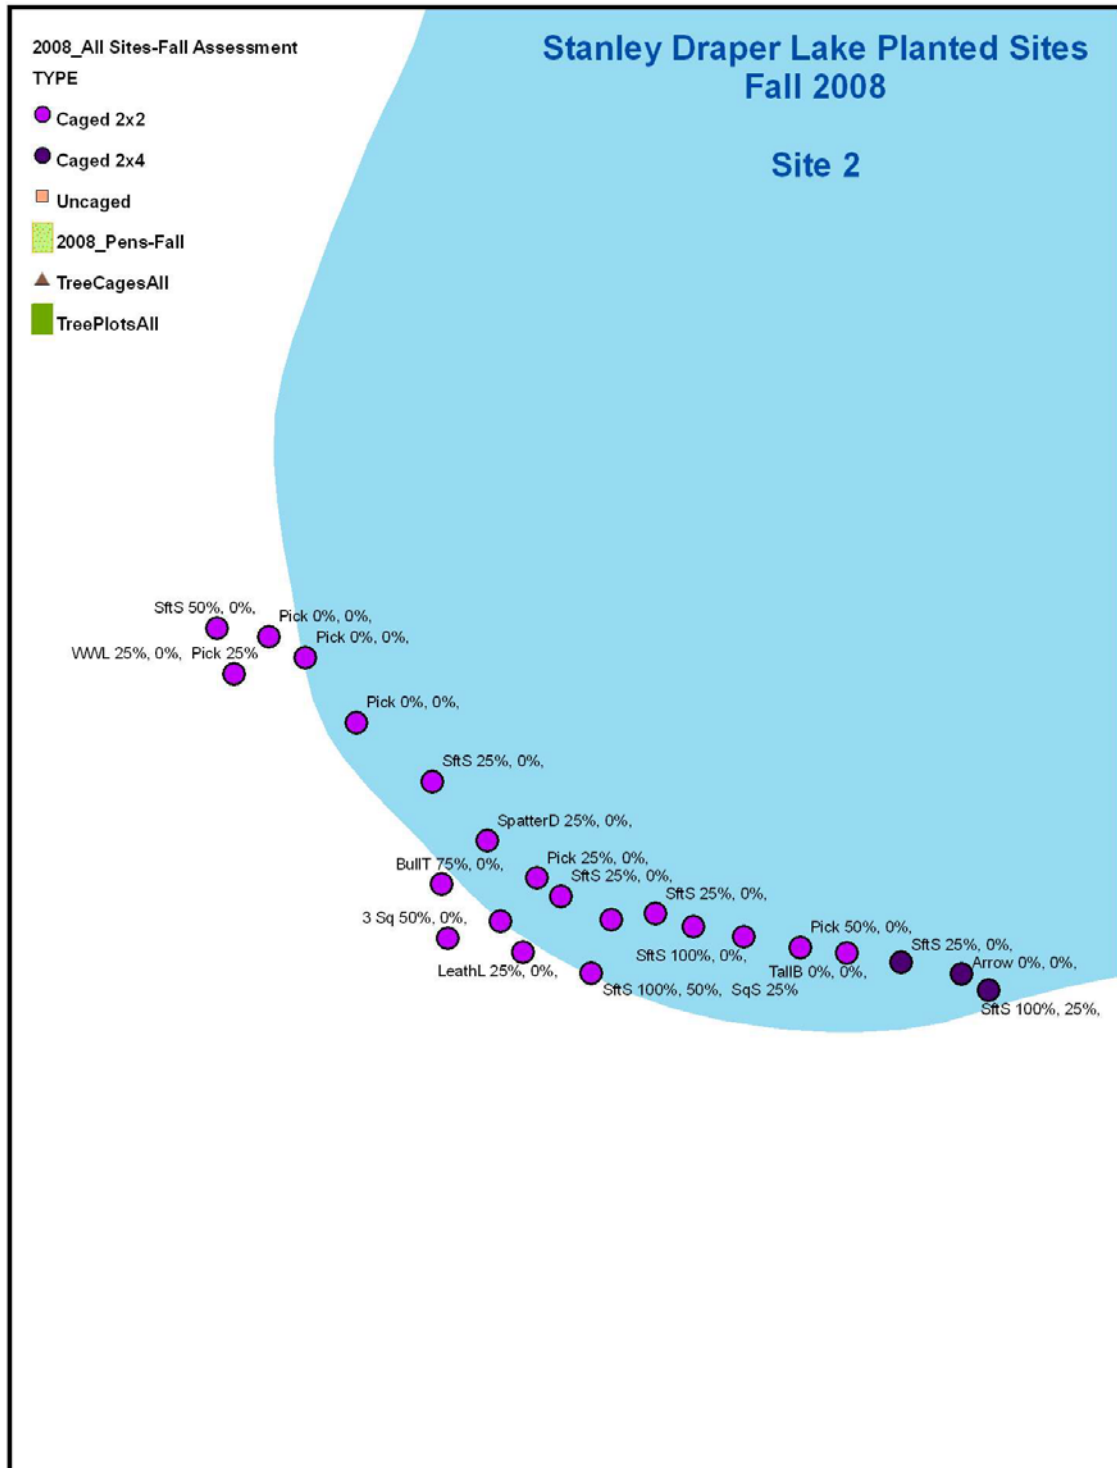 2008_All Sites-Fall Assessment
TYPE
Caged 2x2
Caged 2x4
Uncaged
2008_Pens-Fall
TreeCagesAll
TreePlotsAll
Stanley Draper Lake Planted Sites
Fall 2008
Site 2
SftS 50%, 0%,
Pick 0%, 0%,
Pick 0%, 0%,
WWL 25%, 0%, Pick 25%
Pick 0%, 0%,
SftS 25%, 0%,
SpatterD 25%, 0%,
BullT 75%, 0%,
Pick 25%, 0%,
SftS 25%, 0%,
SftS 25%, 0%,
3 Sq 50%, 0%,
Pick 50%, 0%,
SftS 100%, 0%,
SftS 25%, 0%,
LeathL 25%, 0%,
TallB 0%, 0%,
Arrow 0%, 0%,
SftS 100%, 50%, SqS 25%
SftS 100%, 25%,